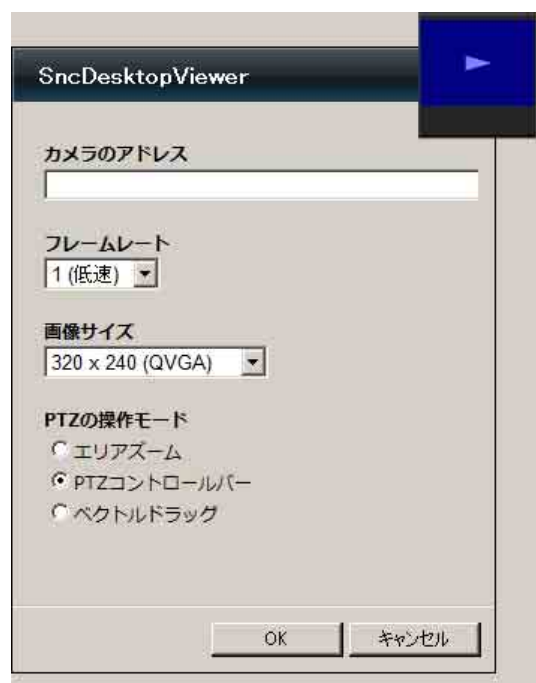 SncDesktopViewer
カメラのアドレス
フレームレート
1 (低速)
画像サイズ
320 x 240 (QVGA)
PTZの操作モード
エリアズーム
PTZコントロールバー
ベクトルドラッグ
OK
キャンセル